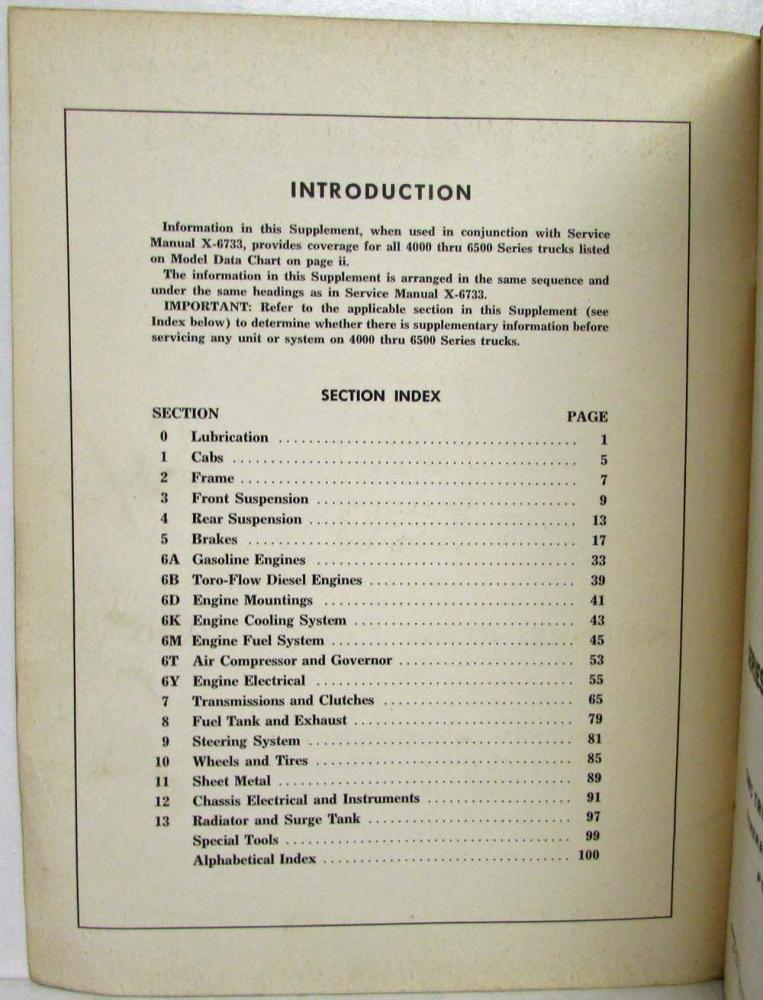 INTRODUCTION
Information in this Supplement, when used in conjunction with Service
Manual X-6733, provides coverage for all 4000 thru 6500 Series trucks listed
on Model Data Chart on page ii.
The information in this Supplement is arranged in the same sequence and
under the same headings as in Service Manual X-6733.
IMPORTANT: Refer to the applicable section in this Supplement (see
Index below) to determine whether there is supplementary information before
servicing any unit or system on 4000 thru 6500 Series trucks.
SECTION INDEX
SECTION PAGE
0 Lubrication ........................................ 1
1 Cabs ............................................. 5
2 Frame ............................................ 7
3 Front Suspension .................................. 9
4 Rear Suspension ................................... 13
5 Brakes ........................................... 17
6A Gasoline Engines .................................. 33
6B Toro-Flow Diesel Engines ........................... 39
6D Engine Mountings ................................. 41
6K Engine Cooling System ............................. 43
6M Engine Fuel System ................................ 45
6T Air Compressor and Governor ....................... 53
6Y Engine Electrical .................................. 55
7 Transmissions and Clutches ......................... 65
8 Fuel Tank and Exhaust ............................. 79
9 Steering System ................................... 81
10 Wheels and Tires .................................. 85
11 Sheet Metal ....................................... 89
12 Chassis Electrical and Instruments ................... 91
13 Radiator and Surge Tank ........................... 97
Special Tools ...................................... 99
Alphabetical Index ................................. 100